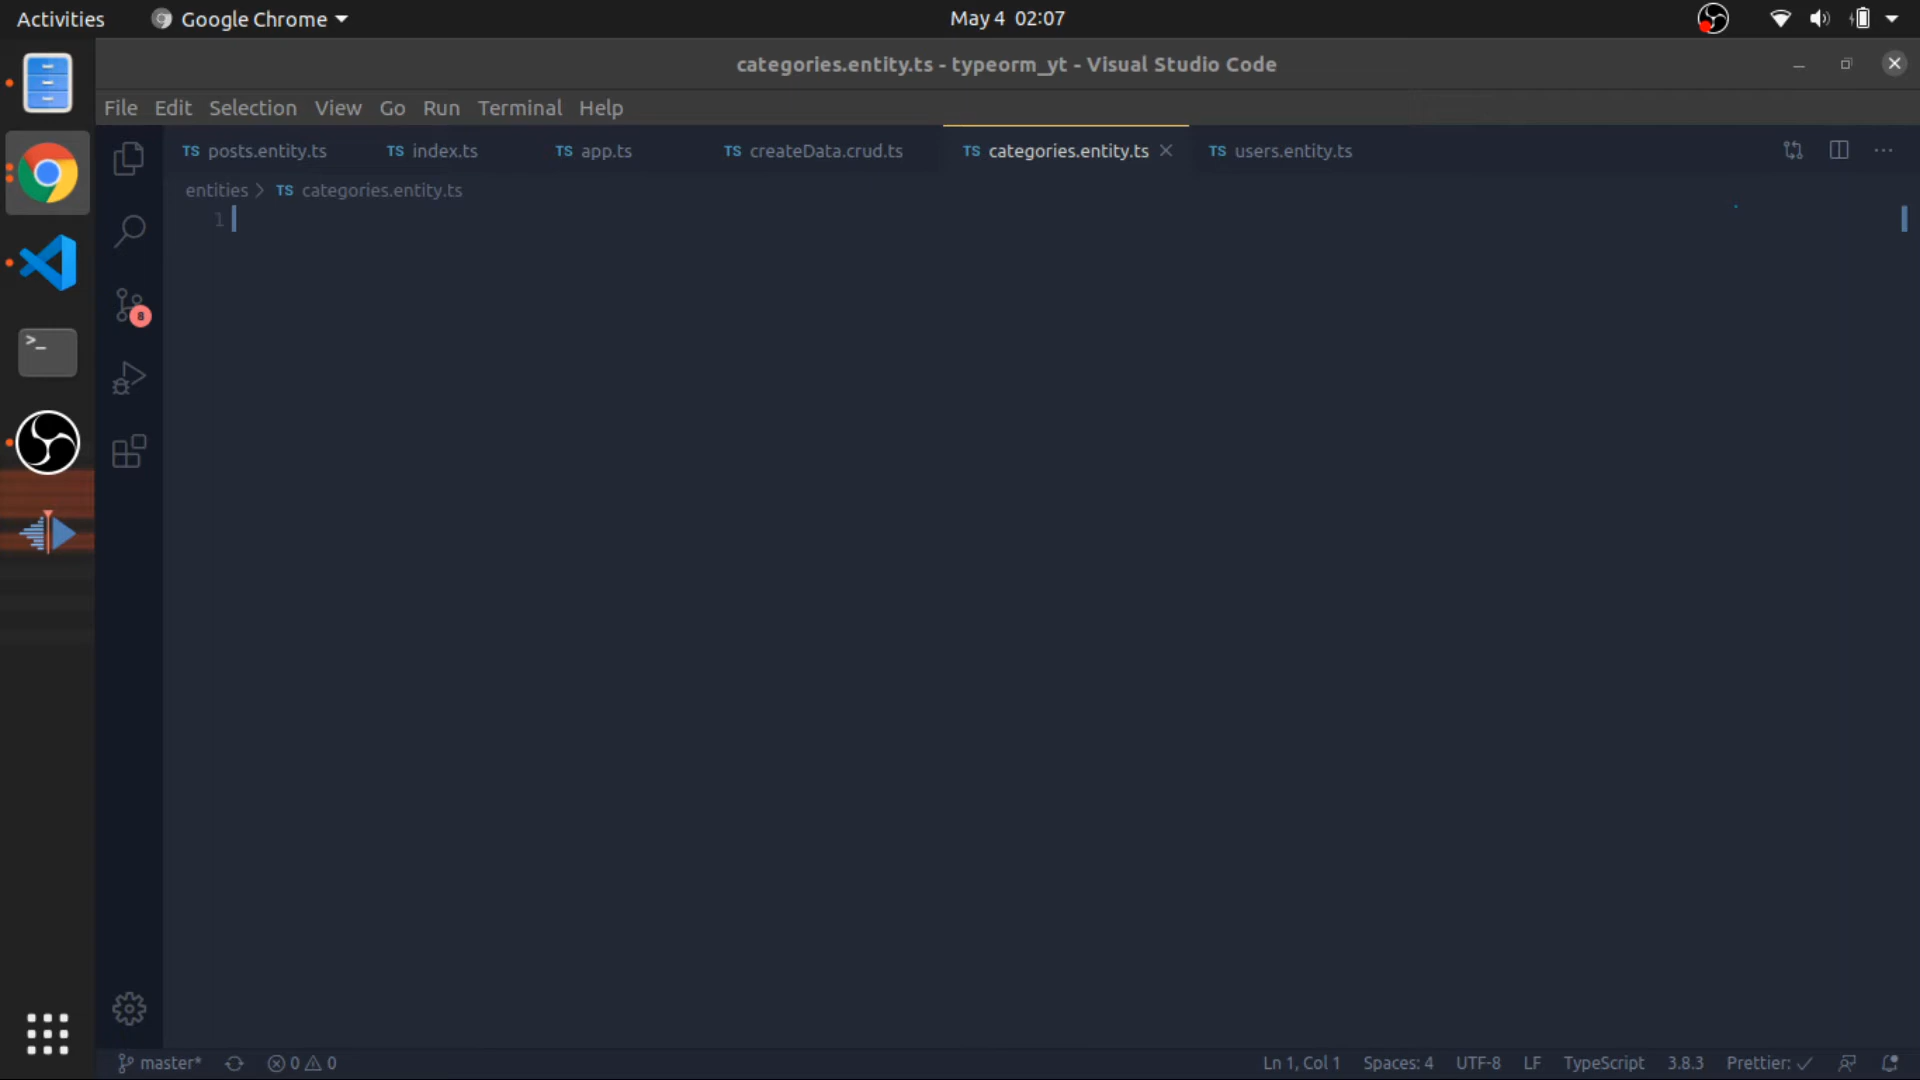 Activities Google Chrome May 4 02:07
categories.entity.ts - typeorm_yt - Visual Studio Code
File Edit Selection View Go Run Terminal Help
TS posts.entity.ts TS index.ts TS app.ts TS createData.crud.ts TS categories.entity.ts TS users.entity.ts
entities > TS categories.entity.ts
1
8
>_
master* 0 0 Ln 1, Col 1 Spaces: 4 UTF-8 LF TypeScript 3.8.3 Prettier: ✓